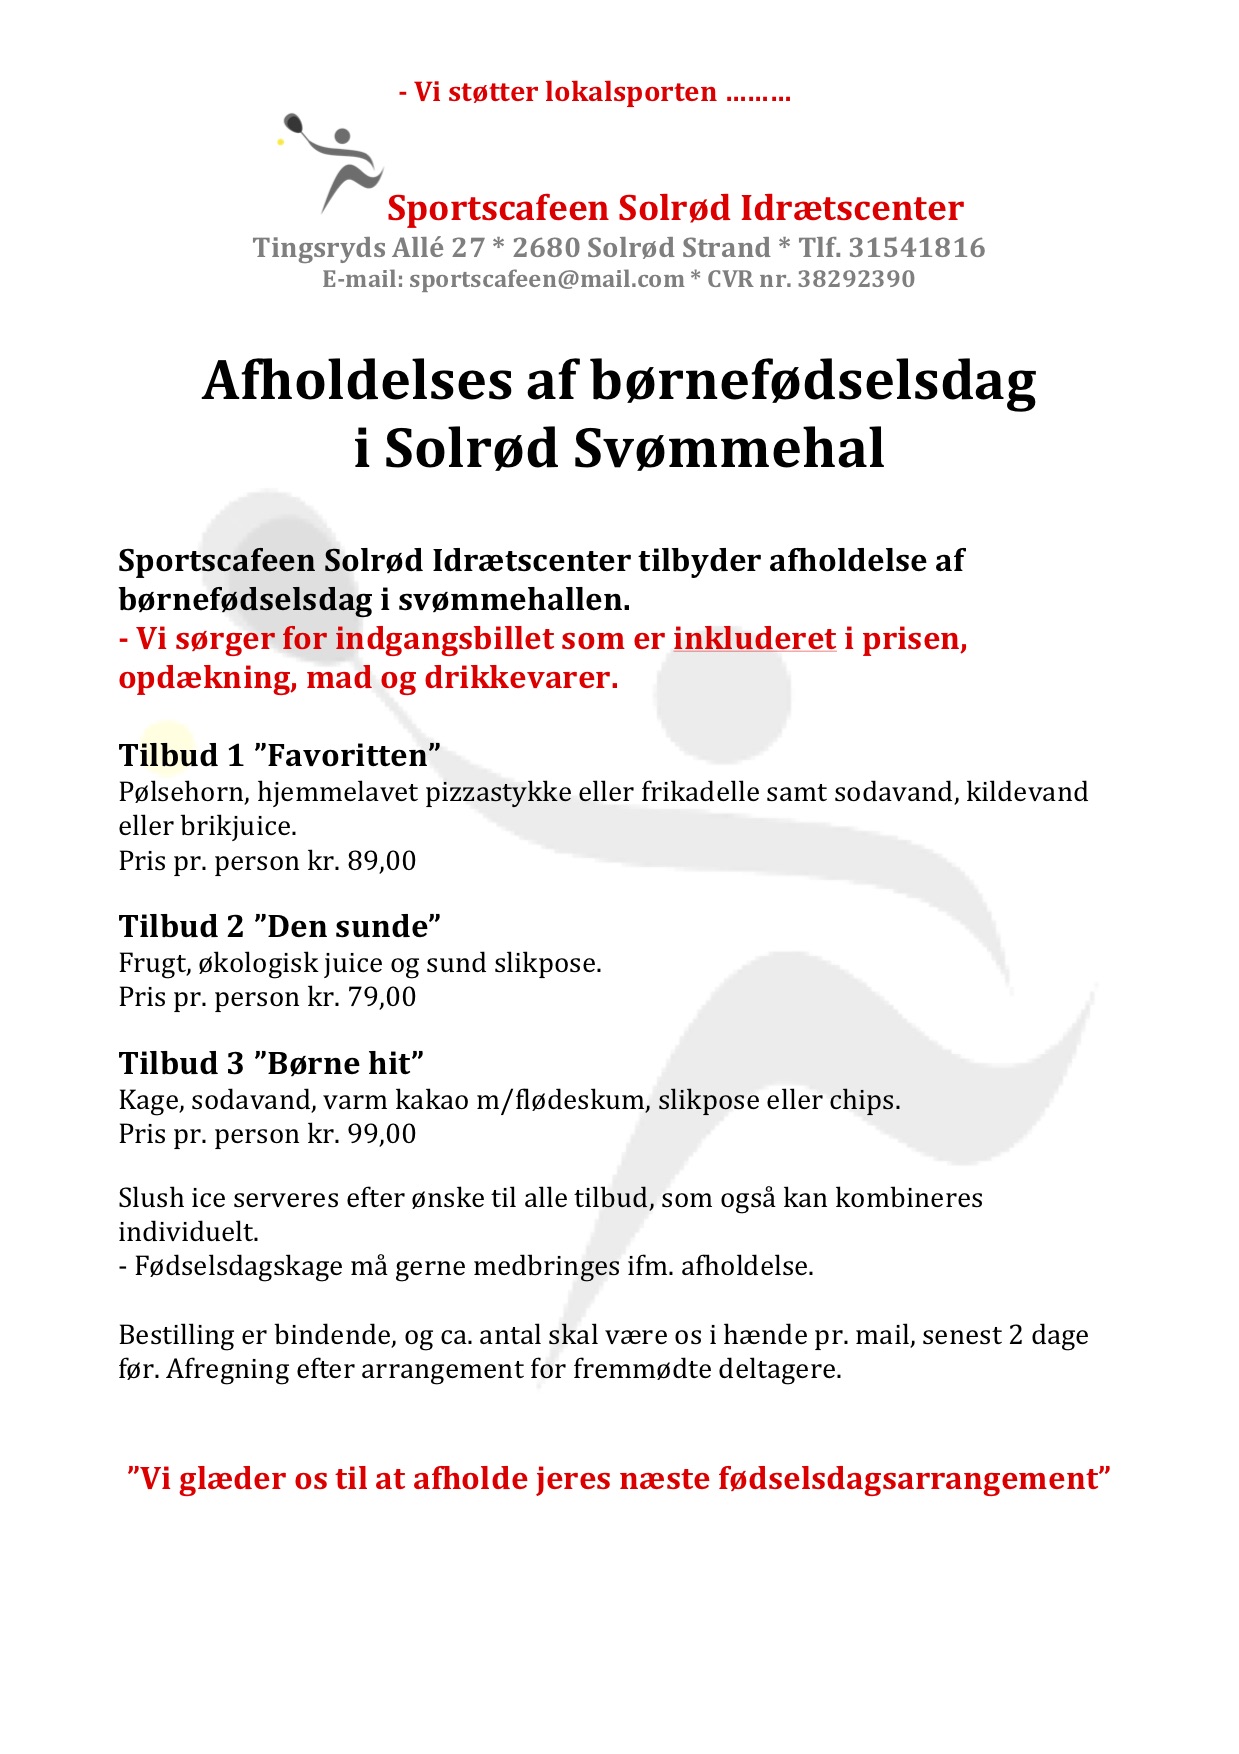 - Vi støtter lokalsporten ………
Sportscafeen Solrød Idrætscenter
Tingsryds Allé 27 * 2680 Solrød Strand * Tlf. 31541816
E-mail: sportscafeen@mail.com * CVR nr. 38292390
Afholdelses af børnefødselsdag
i Solrød Svømmehal
Sportscafeen Solrød Idrætscenter tilbyder afholdelse af
børnefødselsdag i svømmehallen.
- Vi sørger for indgangsbillet som er inkluderet i prisen,
opdækning, mad og drikkevarer.
Tilbud 1 ”Favoritten”
Pølsehorn, hjemmelavet pizzastykke eller frikadelle samt sodavand, kildevand
eller brikjuice.
Pris pr. person kr. 89,00
Tilbud 2 ”Den sunde”
Frugt, økologisk juice og sund slikpose.
Pris pr. person kr. 79,00
Tilbud 3 ”Børne hit”
Kage, sodavand, varm kakao m/flødeskum, slikpose eller chips.
Pris pr. person kr. 99,00
Slush ice serveres efter ønske til alle tilbud, som også kan kombineres
individuelt.
- Fødselsdagskage må gerne medbringes ifm. afholdelse.
Bestilling er bindende, og ca. antal skal være os i hænde pr. mail, senest 2 dage
før. Afregning efter arrangement for fremmødte deltagere.
”Vi glæder os til at afholde jeres næste fødselsdagsarrangement”